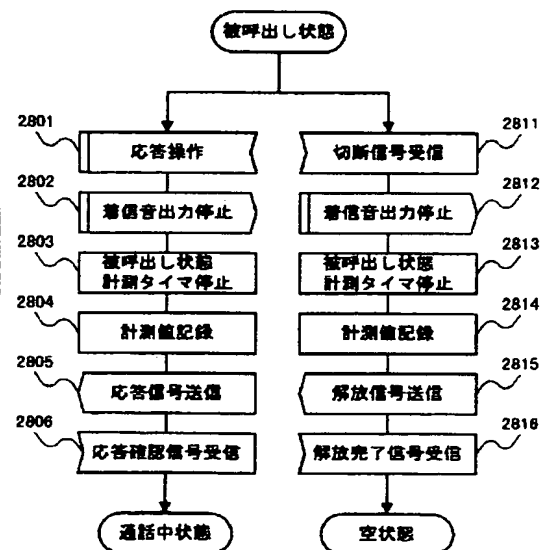 被呼出し状態
2801
応答操作
2802
着信音出力停止
2803
被呼出し状態
計測タイマ停止
2804
計測値記録
2805
応答信号送信
2806
応答確認信号受信
通話中状態
2811
切断信号受信
2812
着信音出力停止
2813
被呼出し状態
計測タイマ停止
2814
計測値記録
2815
解放信号送信
2816
解放完了信号受信
空状態